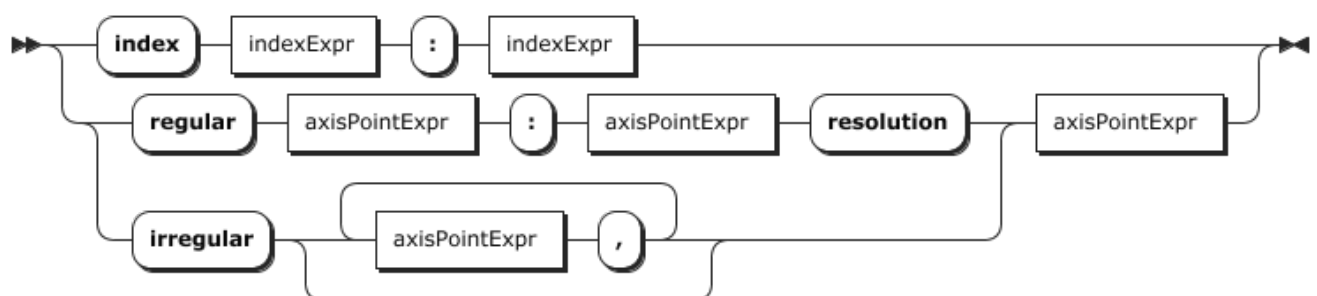 index indexExpr : indexExpr
regular axisPointExpr : axisPointExpr resolution axisPointExpr
irregular axisPointExpr ,